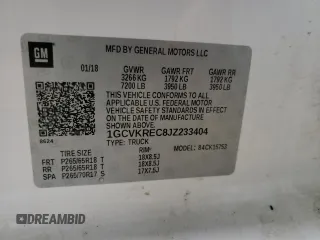 GM
MFD BY GENERAL MOTORS LLC
01/18 GVWR GAWR FRT GAWR RR
3266 KG 1792 KG 1792 KG
7200 LB 3950 LB 3950 LB
THIS VEHICLE CONFORMS TO ALL
APPLICABLE U.S. FEDERAL MOTOR
VEHICLE SAFETY STANDARDS IN
EFFECT ON THE DATE OF
MANUFACTURE SHOWN ABOVE.
1GCVKREC8JZ233404
TYPE: TRUCK
TIRE SIZE RIM
FRT P265/65R18 T 18X8.5J
RR P265/65R18 T 18X8.5J
SPA P265/70R17 S 17X7.5J
DREAMBID